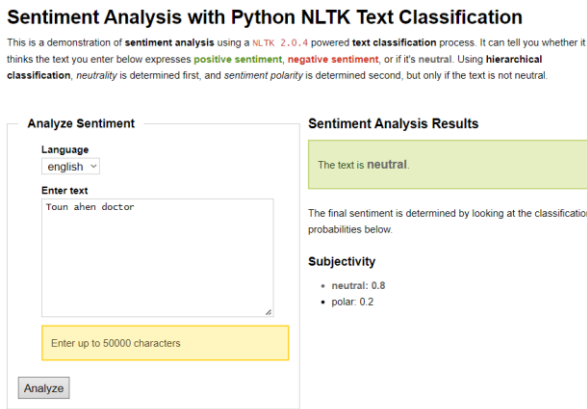 Sentiment Analysis with Python NLTK Text Classification
This is a demonstration of sentiment analysis using a NLTK 2.0.4 powered text classification process. It can tell you whether it
thinks the text you enter below expresses positive sentiment, negative sentiment, or if it's neutral. Using hierarchical
classification, neutrality is determined first, and sentiment polarity is determined second, but only if the text is not neutral.
Analyze Sentiment
Language
english
Enter text
Toun ahen doctor
Enter up to 50000 characters
Analyze
Sentiment Analysis Results
The text is neutral.
The final sentiment is determined by looking at the classification
probabilities below.
Subjectivity
• neutral: 0.8
• polar: 0.2